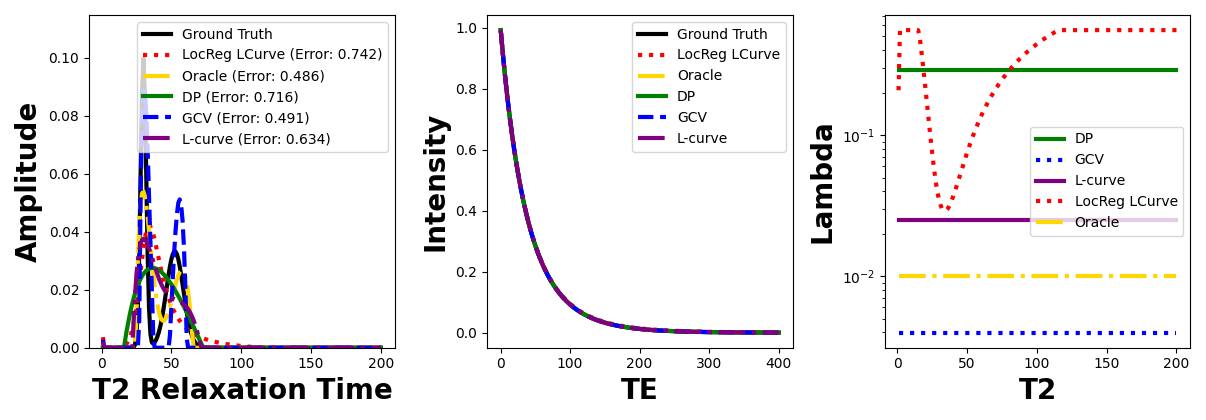 Amplitude
0.10
0.08
0.06
0.04
0.02
0.00
0
50
100
150
200
T2 Relaxation Time
Ground Truth
LocReg LCurve (Error: 0.742)
Oracle (Error: 0.486)
DP (Error: 0.716)
GCV (Error: 0.491)
L-curve (Error: 0.634)
Intensity
1.0
0.8
0.6
0.4
0.2
0.0
0
100
200
300
400
TE
Ground Truth
LocReg LCurve
Oracle
DP
GCV
L-curve
Lambda
10⁻¹
10⁻²
0
50
100
150
200
T2
DP
GCV
L-curve
LocReg LCurve
Oracle